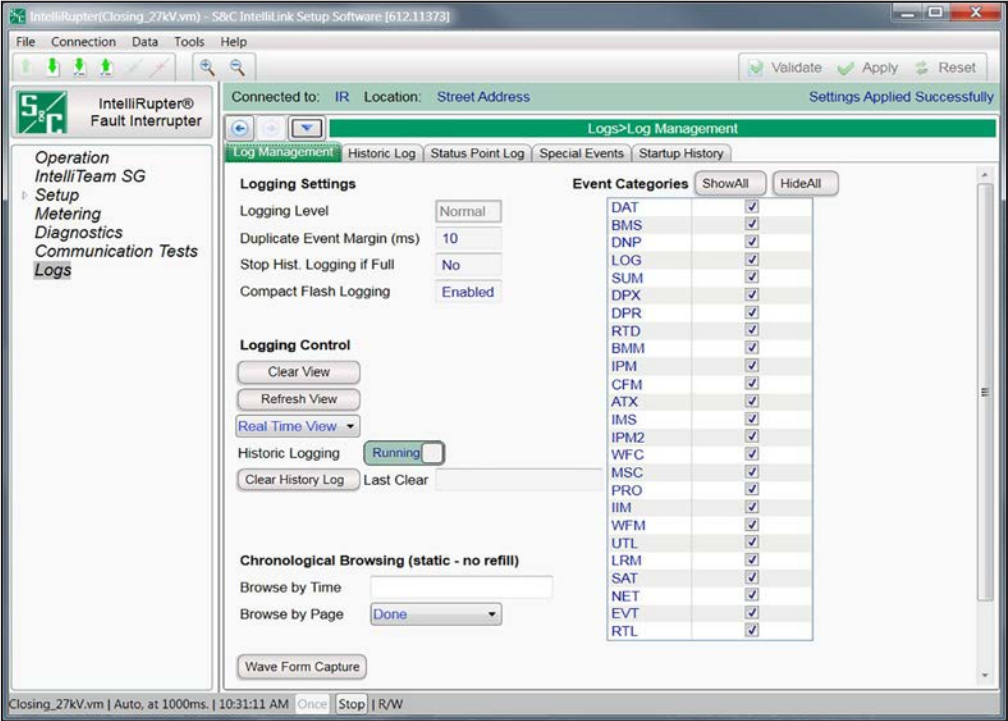 IntelliRupter(Closing_27kV.vm) - S&C IntelliLink Setup Software [612.11373]
File Connection Data Tools Help
Validate Apply Reset
S&C
IntelliRupter®
Fault Interrupter
Connected to: IR Location: Street Address Settings Applied Successfully
Logs>Log Management
Log Management Historic Log Status Point Log Special Events Startup History
Operation
IntelliTeam SG
Setup
Metering
Diagnostics
Communication Tests
Logs
Logging Settings
Logging Level Normal
Duplicate Event Margin (ms) 10
Stop Hist. Logging if Full No
Compact Flash Logging Enabled
Logging Control
Clear View
Refresh View
Real Time View
Historic Logging Running
Clear History Log Last Clear
Chronological Browsing (static - no refill)
Browse by Time
Browse by Page Done
Wave Form Capture
Event Categories ShowAll HideAll
DAT
BMS
DNP
LOG
SUM
DPX
DPR
RTD
BMM
IPM
CFM
ATX
IMS
IPM2
WFC
MSC
PRO
IIM
WFM
UTL
LRM
SAT
NET
EVT
RTL
Closing_27kV.vm | Auto, at 1000ms. | 10:31:11 AM Once Stop | R/W